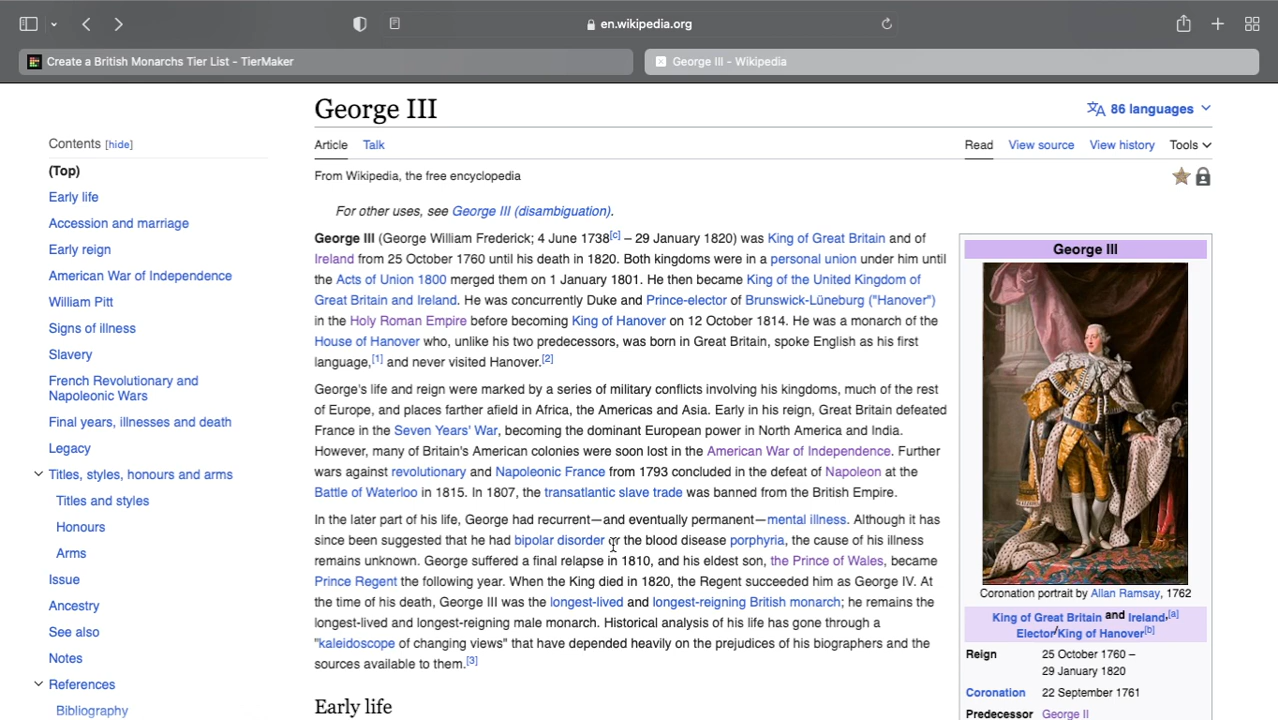 en.wikipedia.org
Create a British Monarchs Tier List - TierMaker
George III - Wikipedia
George III
86 languages
Contents [hide]
(Top)
Early life
Accession and marriage
Early reign
American War of Independence
William Pitt
Signs of illness
Slavery
French Revolutionary and
Napoleonic Wars
Final years, illnesses and death
Legacy
Titles, styles, honours and arms
Titles and styles
Honours
Arms
Issue
Ancestry
See also
Notes
References
Bibliography
Article Talk
Read View source View history Tools
From Wikipedia, the free encyclopedia
For other uses, see George III (disambiguation).
George III (George William Frederick; 4 June 1738[c] – 29 January 1820) was King of Great Britain and of
Ireland from 25 October 1760 until his death in 1820. Both kingdoms were in a personal union under him until
the Acts of Union 1800 merged them on 1 January 1801. He then became King of the United Kingdom of
Great Britain and Ireland. He was concurrently Duke and Prince-elector of Brunswick-Lüneburg ("Hanover")
in the Holy Roman Empire before becoming King of Hanover on 12 October 1814. He was a monarch of the
House of Hanover who, unlike his two predecessors, was born in Great Britain, spoke English as his first
language,[1] and never visited Hanover.[2]
George's life and reign were marked by a series of military conflicts involving his kingdoms, much of the rest
of Europe, and places farther afield in Africa, the Americas and Asia. Early in his reign, Great Britain defeated
France in the Seven Years' War, becoming the dominant European power in North America and India.
However, many of Britain's American colonies were soon lost in the American War of Independence. Further
wars against revolutionary and Napoleonic France from 1793 concluded in the defeat of Napoleon at the
Battle of Waterloo in 1815. In 1807, the transatlantic slave trade was banned from the British Empire.
In the later part of his life, George had recurrent—and eventually permanent—mental illness. Although it has
since been suggested that he had bipolar disorder or the blood disease porphyria, the cause of his illness
remains unknown. George suffered a final relapse in 1810, and his eldest son, the Prince of Wales, became
Prince Regent the following year. When the King died in 1820, the Regent succeeded him as George IV. At
the time of his death, George III was the longest-lived and longest-reigning British monarch; he remains the
longest-lived and longest-reigning male monarch. Historical analysis of his life has gone through a
"kaleidoscope of changing views" that have depended heavily on the prejudices of his biographers and the
sources available to them.[3]
Early life
George III
Coronation portrait by Allan Ramsay, 1762
King of Great Britain and Ireland,[a]
Elector/King of Hanover[b]
Reign 25 October 1760 –
29 January 1820
Coronation 22 September 1761
Predecessor George II